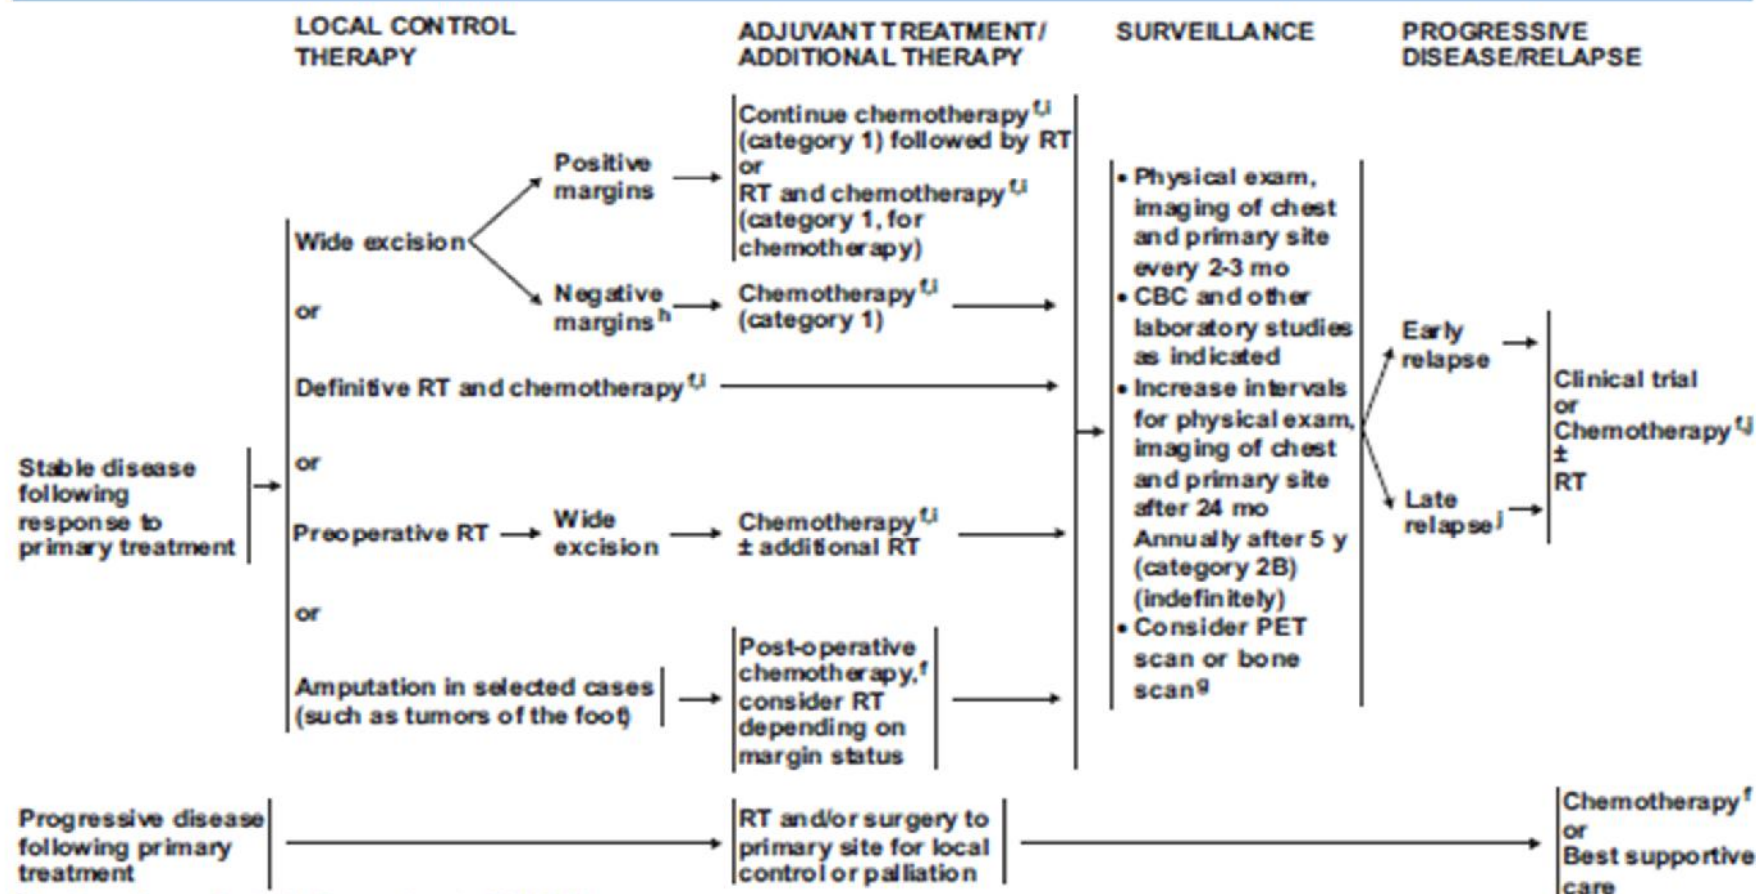 LOCAL CONTROL
THERAPY
ADJUVANT TREATMENT/
ADDITIONAL THERAPY
SURVEILLANCE
PROGRESSIVE
DISEASE/RELAPSE
Stable disease
following
response to
primary treatment
Wide excision
or
Definitive RT and chemotherapy f,i
or
Preoperative RT
or
Amputation in selected cases
(such as tumors of the foot)
Positive
margins
Negative
margins h
Wide
excision
Continue chemotherapy f,i
(category 1) followed by RT
or
RT and chemotherapy f,i
(category 1, for
chemotherapy)
Chemotherapy f,i
(category 1)
Chemotherapy f,i
± additional RT
Post-operative
chemotherapy, f
consider RT
depending on
margin status
• Physical exam,
imaging of chest
and primary site
every 2-3 mo
• CBC and other
laboratory studies
as indicated
• Increase intervals
for physical exam,
imaging of chest
and primary site
after 24 mo
Annually after 5 y
(category 2B)
(indefinitely)
• Consider PET
scan or bone
scan g
Early
relapse
Late
relapse j
Clinical trial
or
Chemotherapy f,j
±
RT
Progressive disease
following primary
treatment
RT and/or surgery to
primary site for local
control or palliation
Chemotherapy f
or
Best supportive
care